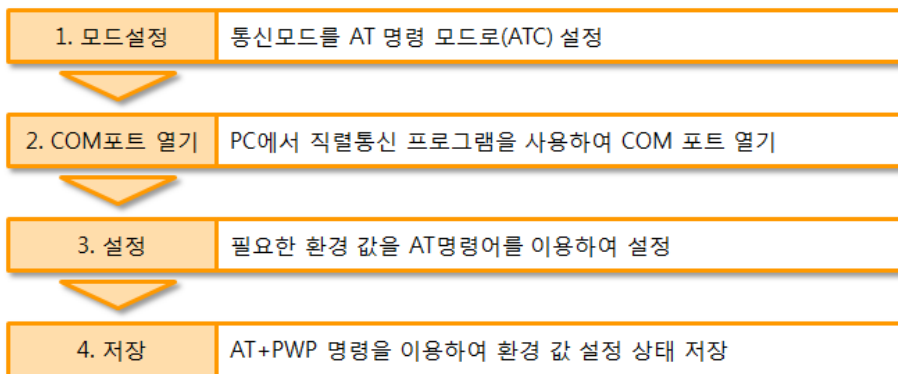 1. 모드설정
통신모드를 AT 명령 모드로(ATC) 설정
2. COM포트 열기
PC에서 직렬통신 프로그램을 사용하여 COM 포트 열기
3. 설정
필요한 환경 값을 AT명령어를 이용하여 설정
4. 저장
AT+PWP 명령을 이용하여 환경 값 설정 상태 저장